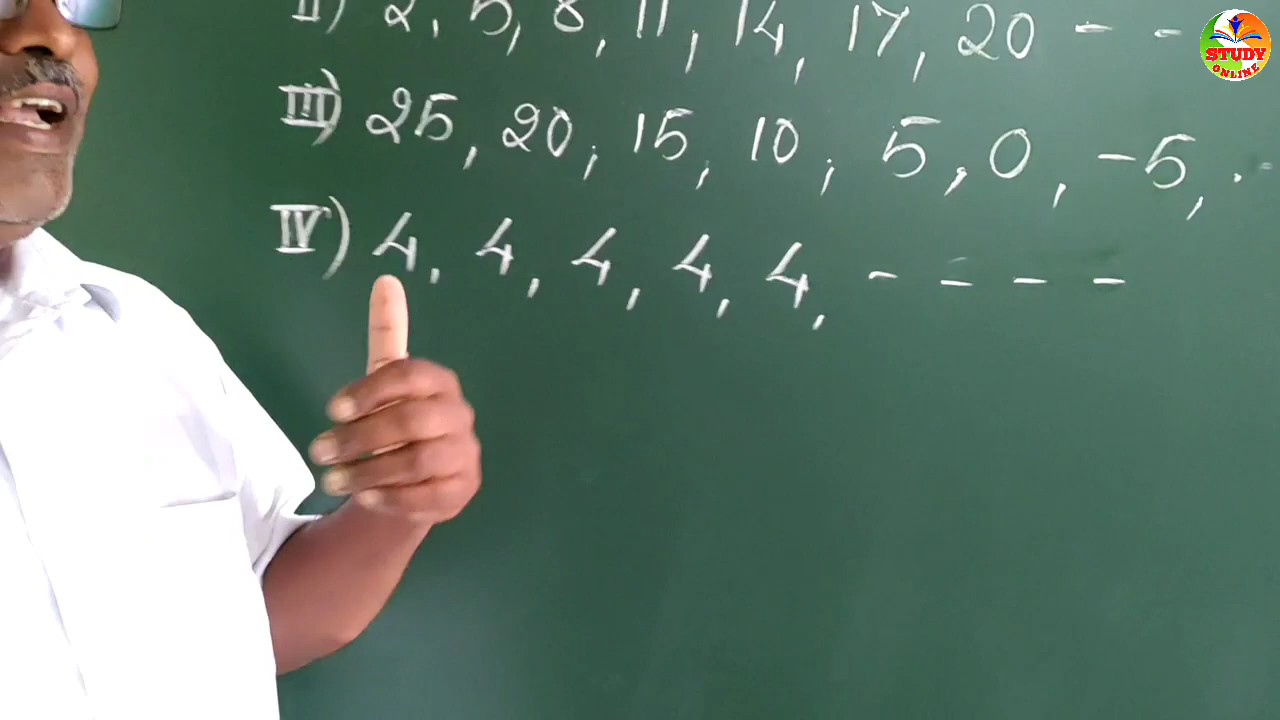 II) 2, 5, 8, 11, 14, 17, 20 - -
III) 25, 20, 15, 10, 5, 0, -5, . -
IV) 4, 4, 4, 4, 4, - - - -
STUDY
ONLINE